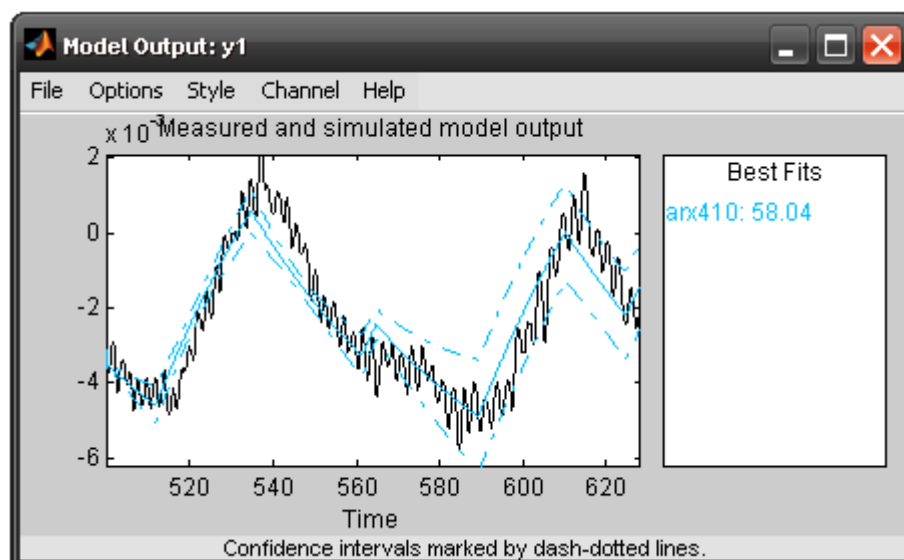 Model Output: y1
File Options Style Channel Help
x 10-3
Measured and simulated model output
Best Fits
arx410: 58.04
2
0
-2
-4
-6
520 540 560 580 600 620
Time
Confidence intervals marked by dash-dotted lines.